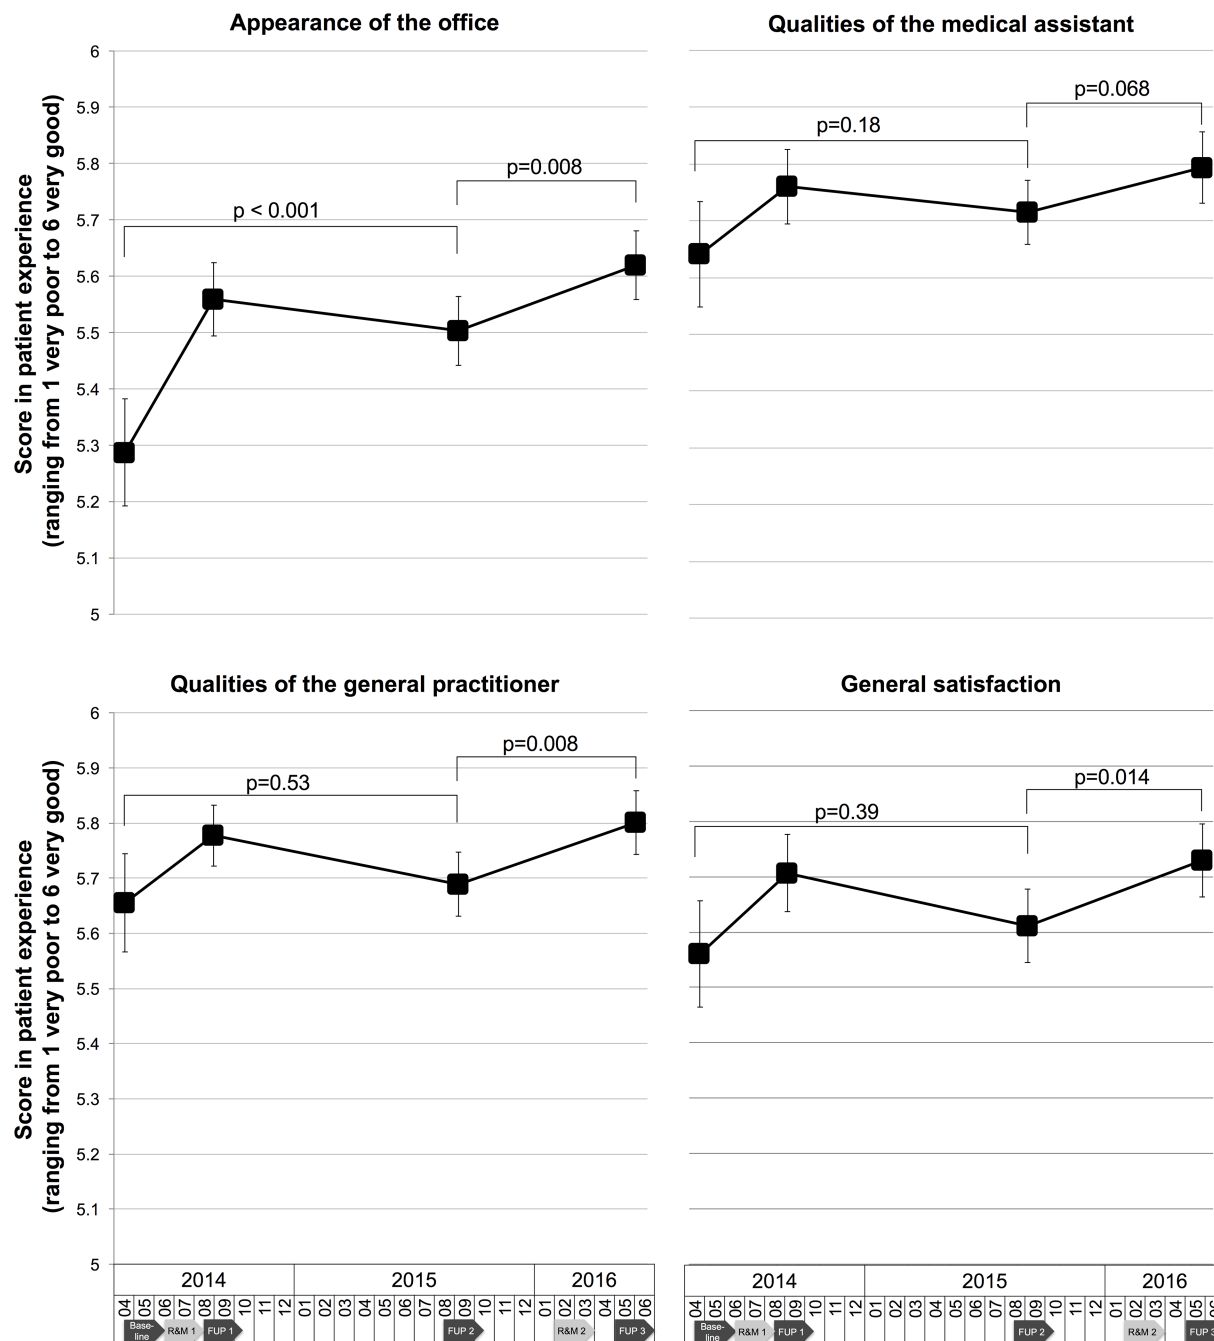 Appearance of the office
Qualities of the medical assistant
Score in patient experience
(ranging from 1 very poor to 6 very good)
6
5.9
5.8
5.7
5.6
5.5
5.4
5.3
5.2
5.1
5
p < 0.001
p=0.008
p=0.18
p=0.068
Qualities of the general practitioner
General satisfaction
Score in patient experience
(ranging from 1 very poor to 6 very good)
6
5.9
5.8
5.7
5.6
5.5
5.4
5.3
5.2
5.1
5
p=0.53
p=0.008
p=0.39
p=0.014
2014 2015 2016
04 05 06 07 08 09 10 11 12 01 02 03 04 05 06 07 08 09 10 11 12 01 02 03 04 05 06
Base-
line
R&M 1
FUP 1
FUP 2
R&M 2
FUP 3
2014 2015 2016
04 05 06 07 08 09 10 11 12 01 02 03 04 05 06 07 08 09 10 11 12 01 02 03 04 05
Base-
line
R&M 1
FUP 1
FUP 2
R&M 2
FUP